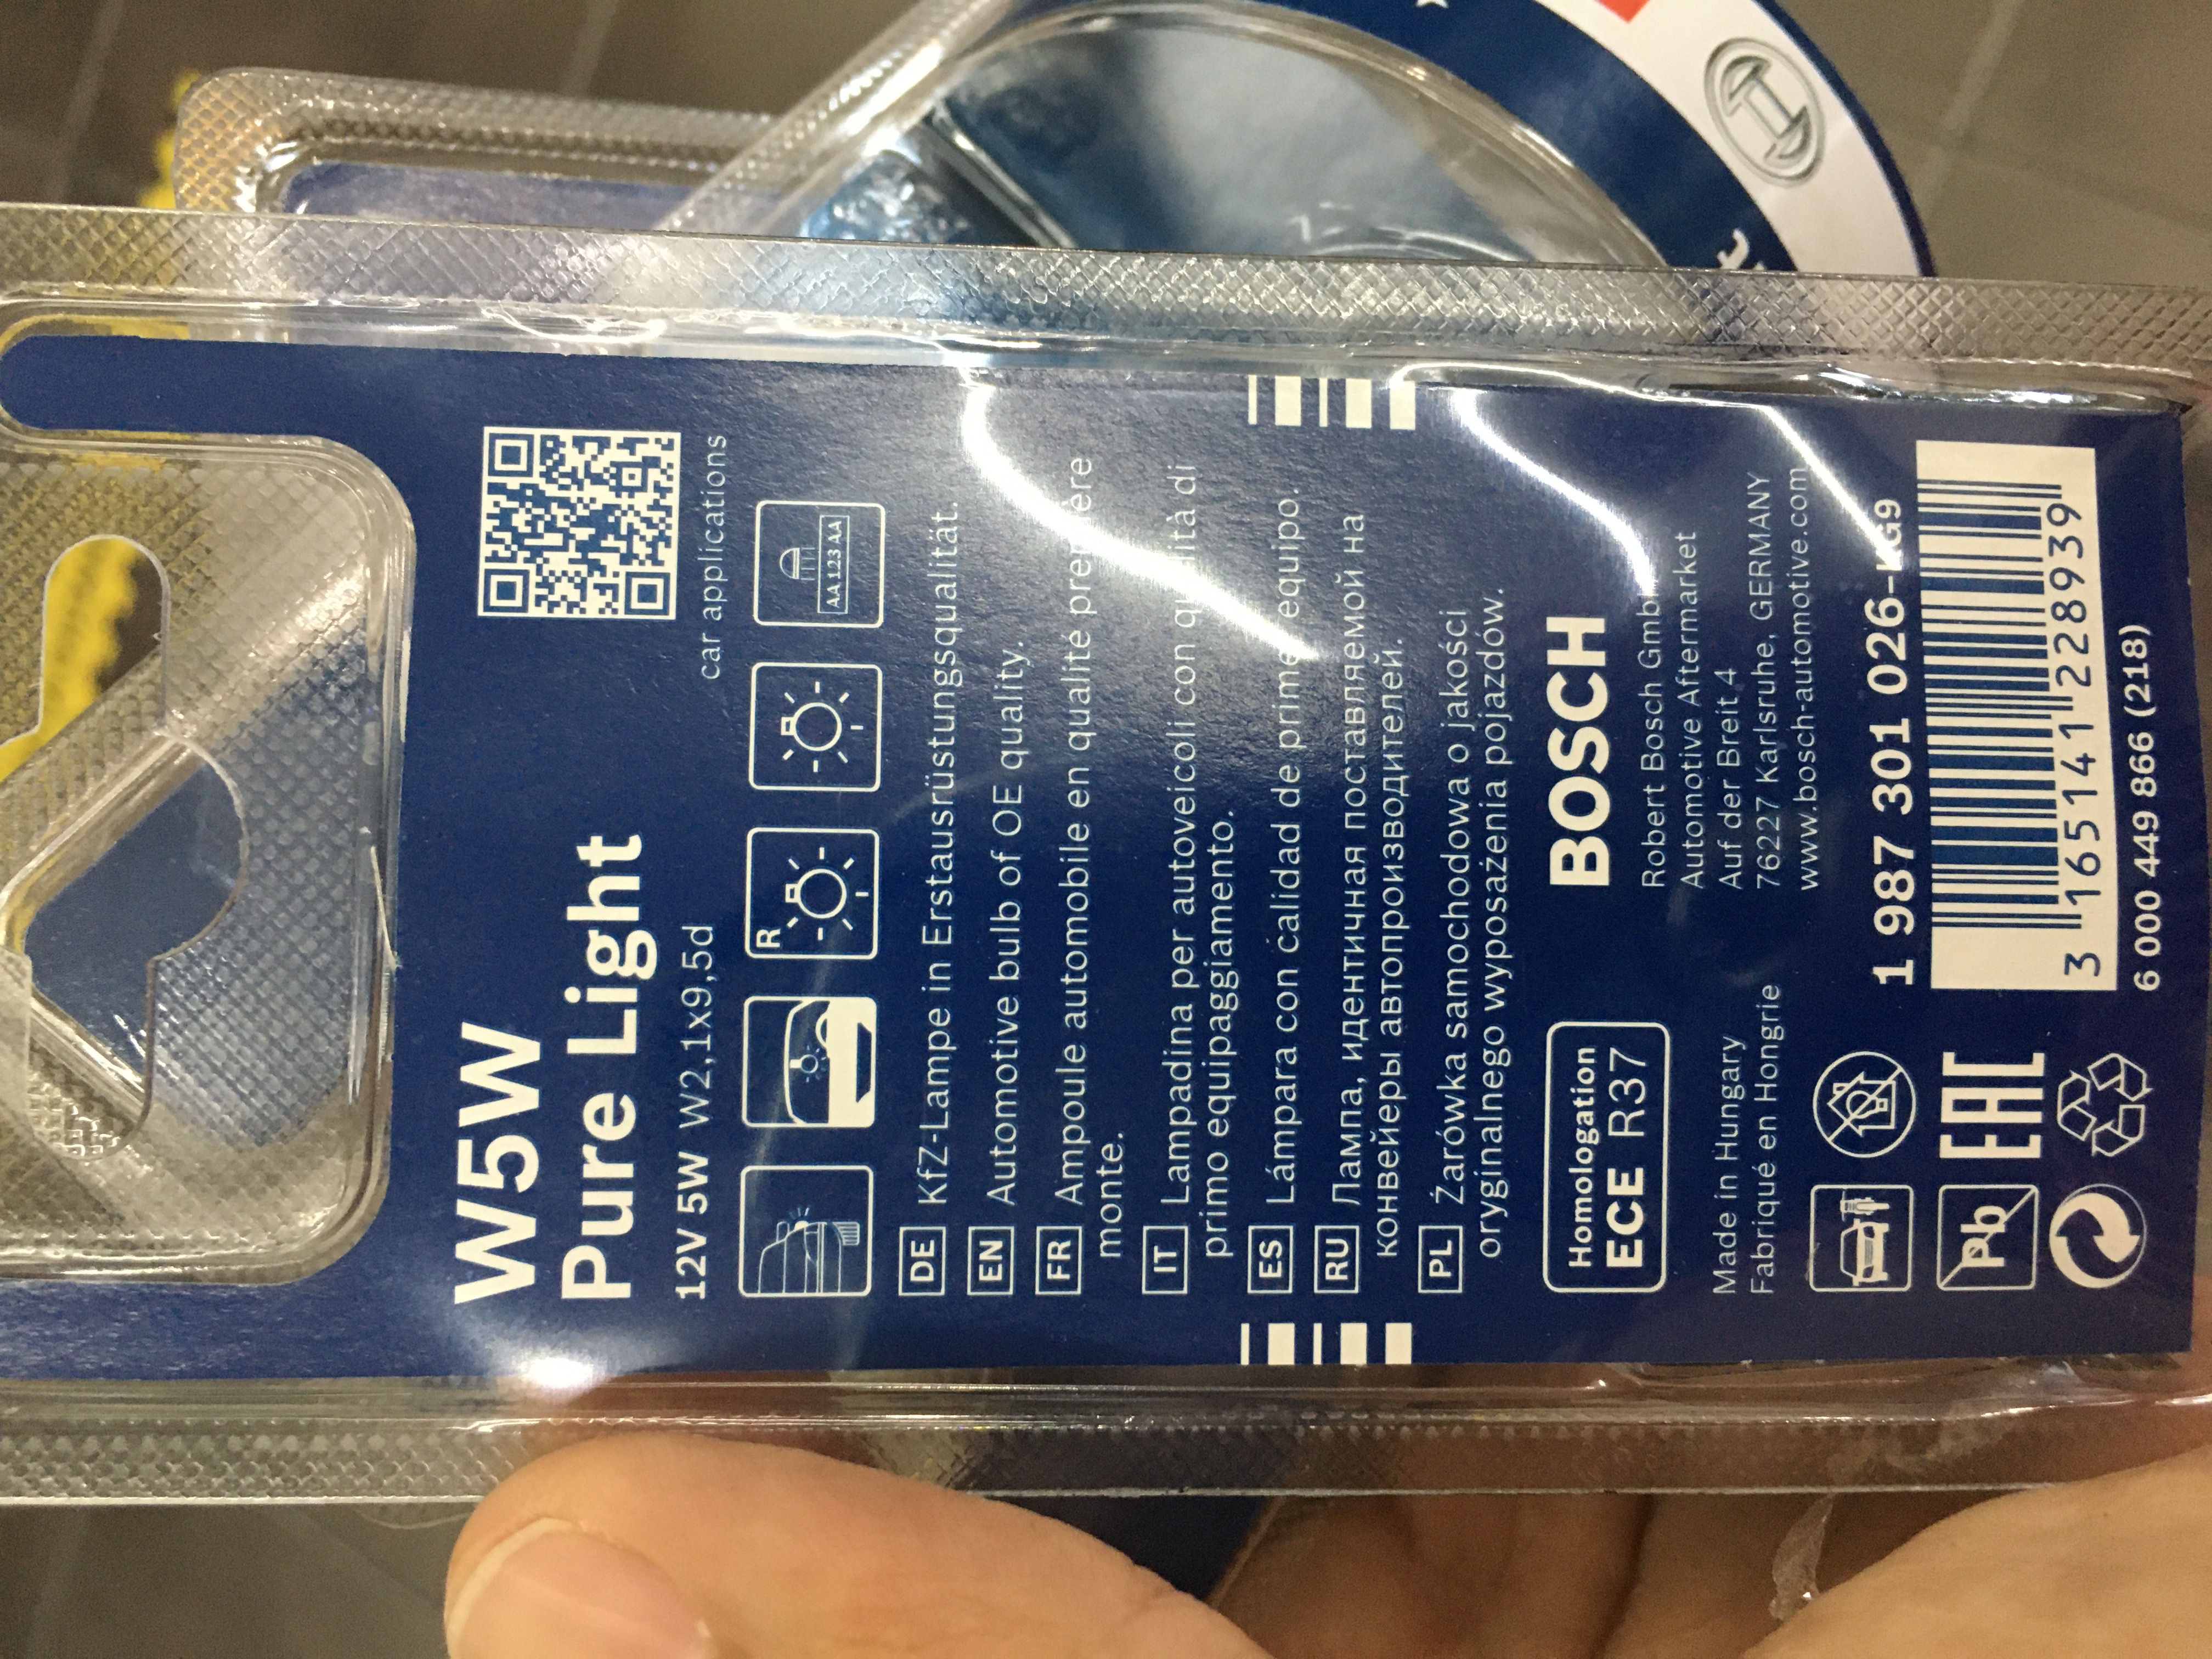 W5W
Pure Light
12V 5W W2,1x9,5d
car applications
R
AA 123 AA
DE KfZ-Lampe in Erstausrüstungsqualität.
EN Automotive bulb of OE quality.
FR Ampoule automobile en qualité première
monte.
IT Lampadina per autoveicoli con qualità di
primo equipaggiamento.
ES Lámpara con calidad de primer equipo.
RU Лампа, идентичная поставляемой на
конвейеры автопроизводителей.
PL Żarówka samochodowa o jakości
oryginalnego wyposażenia pojazdów.
Homologation
ECE R37
BOSCH
Robert Bosch GmbH
Automotive Aftermarket
Auf der Breit 4
76227 Karlsruhe, GERMANY
www.bosch-automotive.com
Made in Hungary
Fabriqué en Hongrie
1 987 301 026
Pb
EAC
3 165141 228939
6 000 449 866 (218)